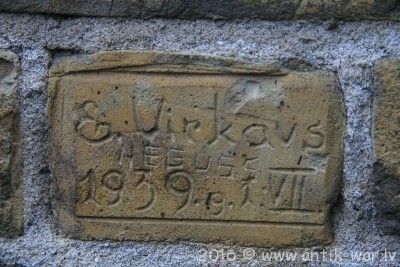 E. Virkavs
1939.g. 1. VII
2016 © www.antik-war.lv